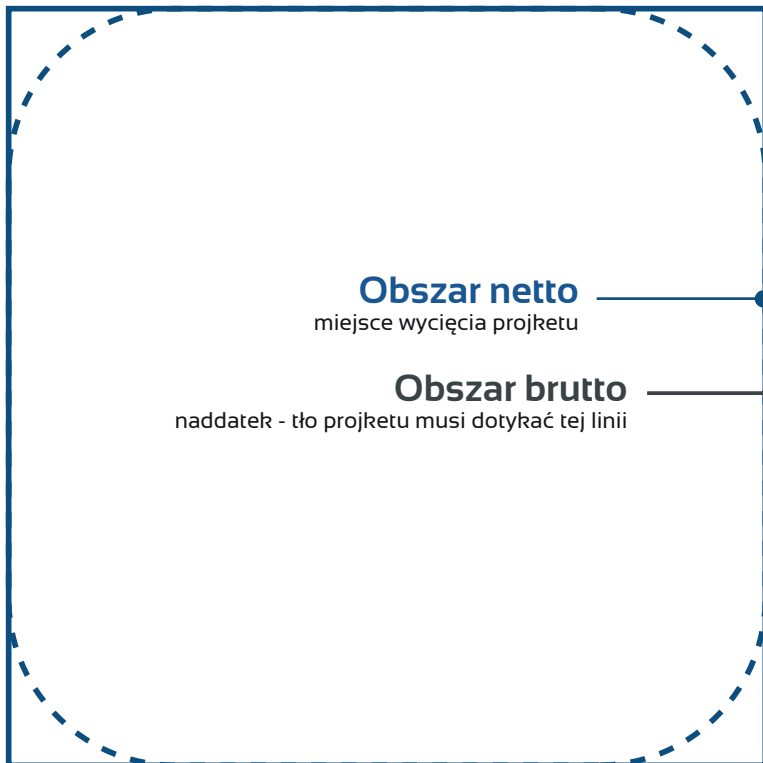 Obszar netto
miejsce wycięcia projketu
Obszar brutto
naddatek - tło projketu musi dotykać tej linii